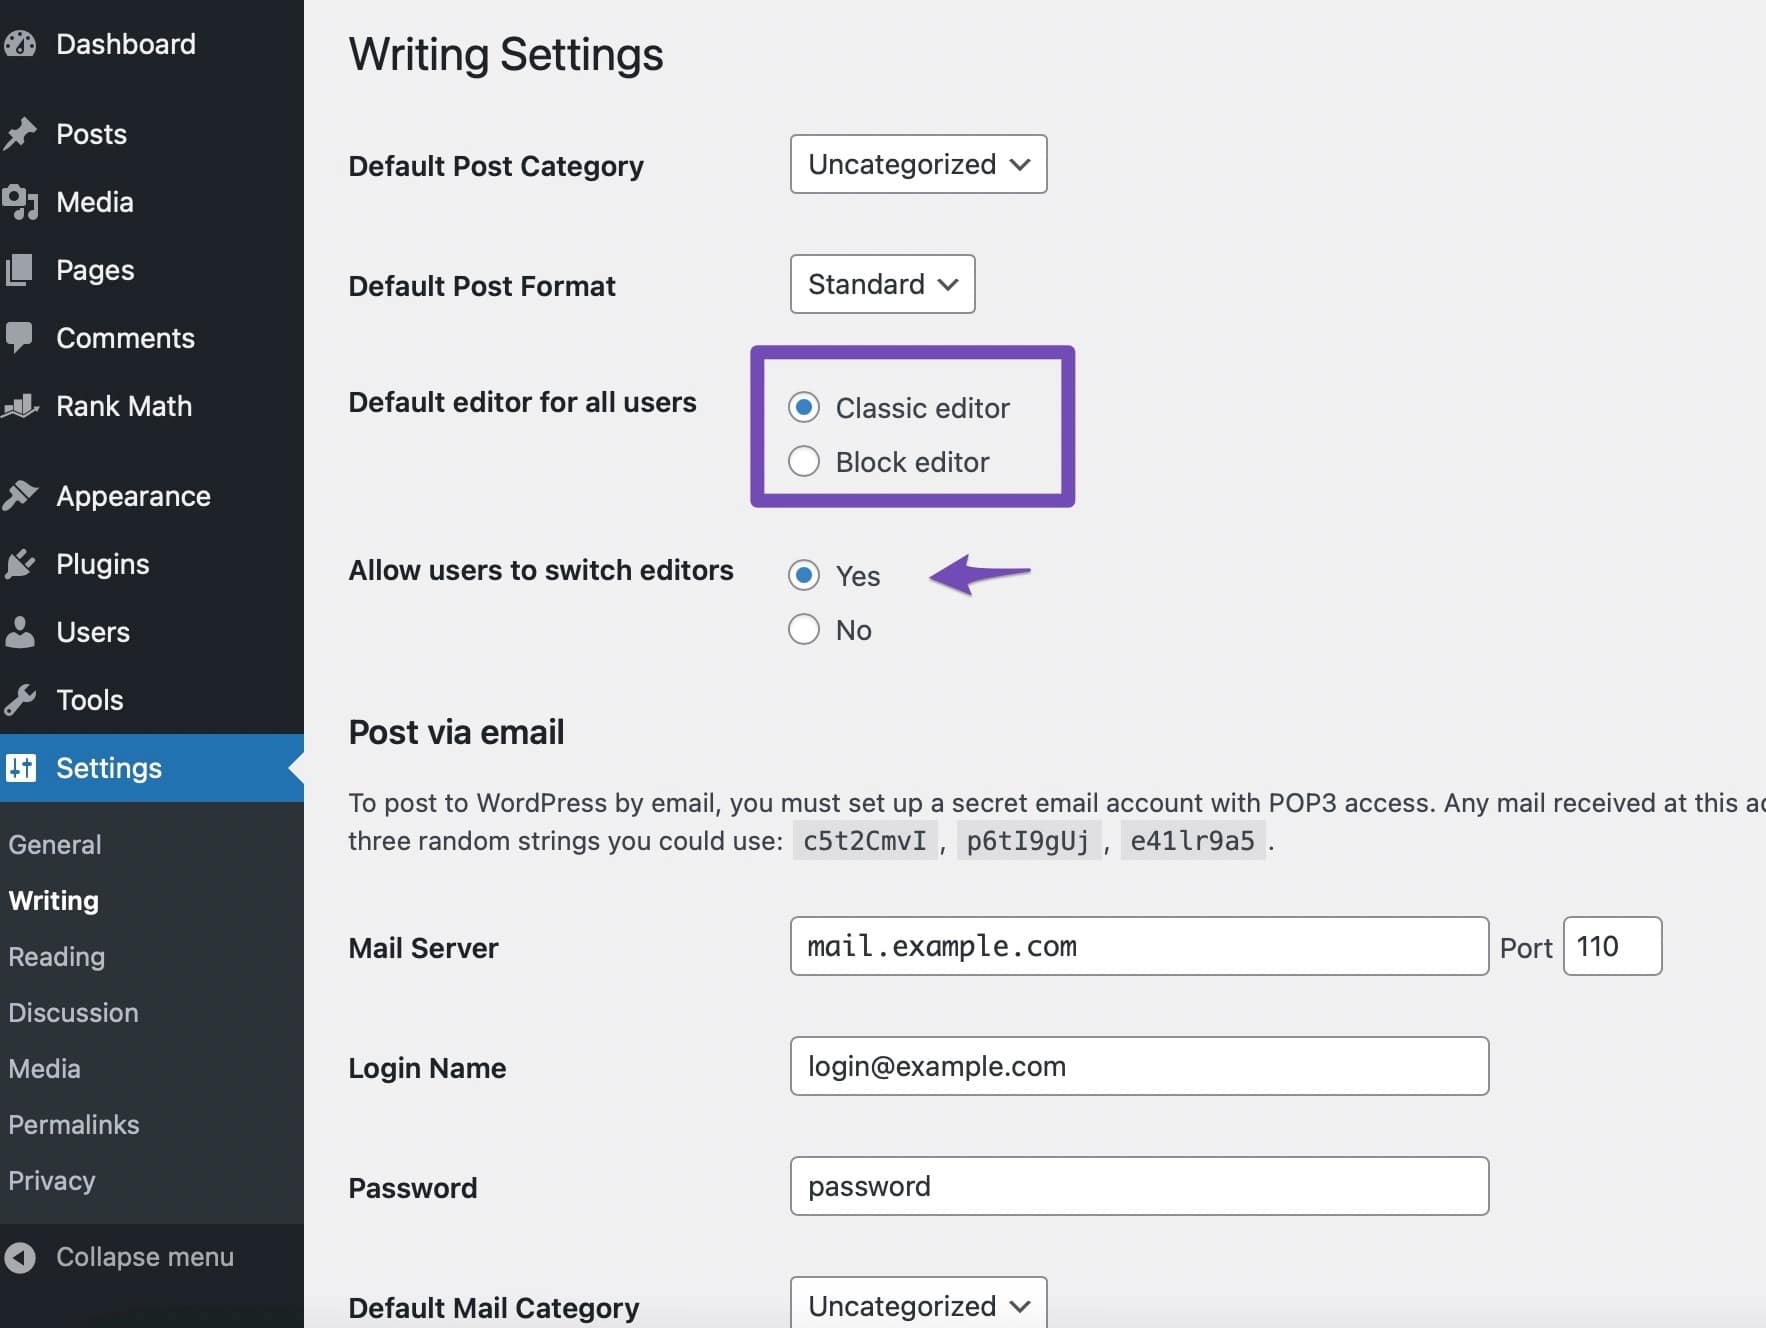 Dashboard
Posts
Media
Pages
Comments
Rank Math
Appearance
Plugins
Users
Tools
Settings
General
Writing
Reading
Discussion
Media
Permalinks
Privacy
Collapse menu
Writing Settings
Default Post Category Uncategorized
Default Post Format Standard
Default editor for all users Classic editor
Block editor
Allow users to switch editors Yes
No
Post via email
To post to WordPress by email, you must set up a secret email account with POP3 access. Any mail received at this
three random strings you could use: c5t2CmvI , p6tI9gUj , e41lr9a5 .
Mail Server mail.example.com Port 110
Login Name login@example.com
Password password
Default Mail Category Uncategorized